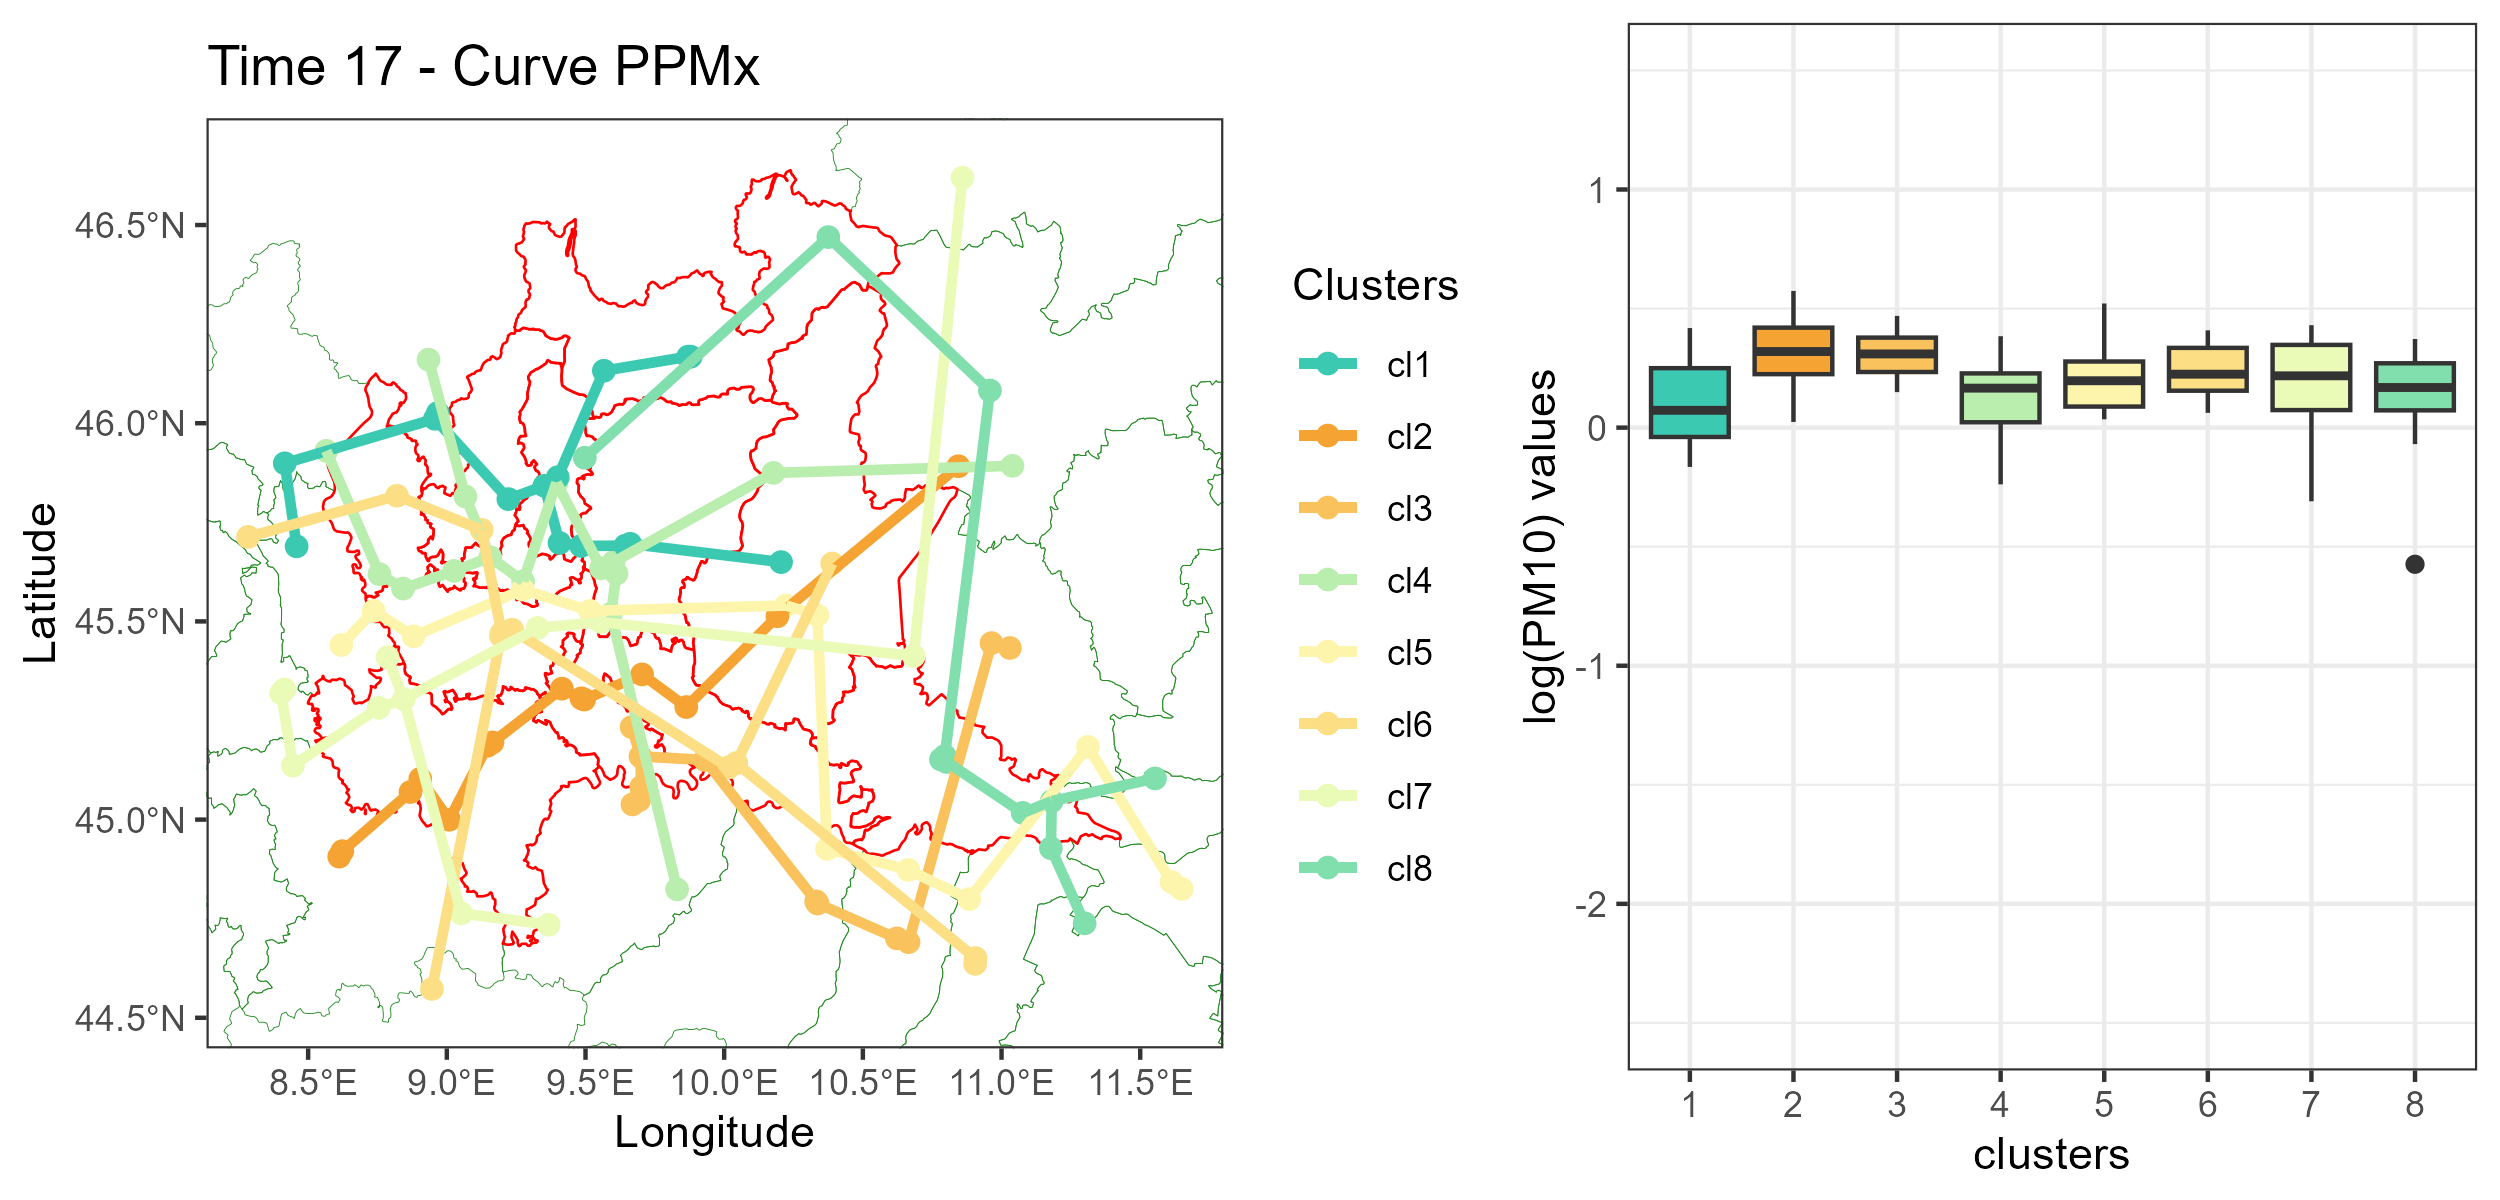 Time 17 - Curve PPMx
Latitude
46.5°N
46.0°N
45.5°N
45.0°N
44.5°N
8.5°E 9.0°E 9.5°E 10.0°E 10.5°E 11.0°E 11.5°E
Longitude
Clusters
cl1
cl2
cl3
cl4
cl5
cl6
cl7
cl8
log(PM10) values
1
0
-1
-2
1 2 3 4 5 6 7 8
clusters